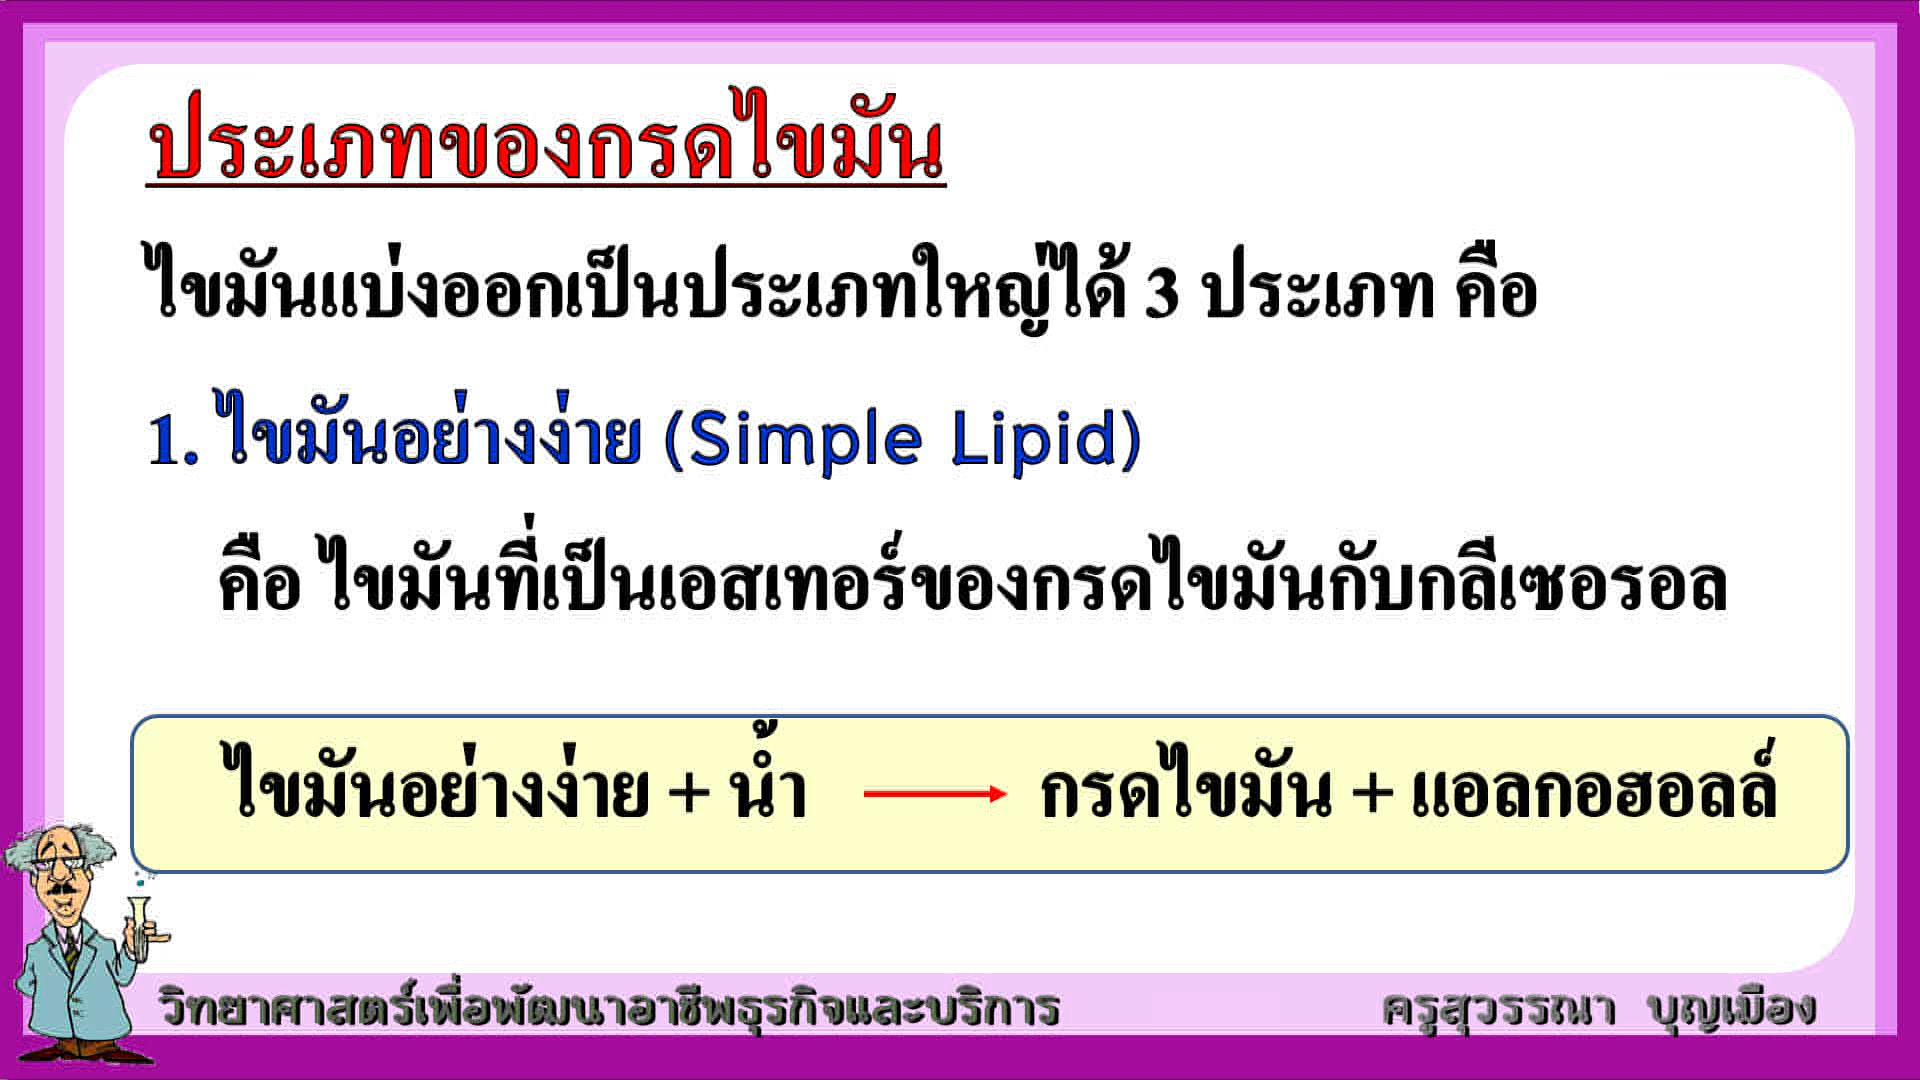 ประเภทของกรดไขมัน
ไขมันแบ่งออกเป็นประเภทใหญ่ได้ 3 ประเภท คือ
1. ไขมันอย่างง่าย (Simple Lipid)
คือ ไขมันที่เป็นเอสเทอร์ของกรดไขมันกับกลีเซอรอล
ไขมันอย่างง่าย + น้ำ → กรดไขมัน + แอลกอฮอลล์
วิทยาศาสตร์เพื่อพัฒนาอาชีพธุรกิจและบริการ ครูสุวรรณา บุญเมือง